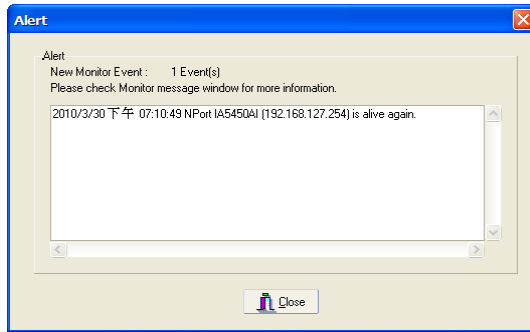 Alert
Alert
New Monitor Event : 1 Event(s)
Please check Monitor message window for more information.
2010/3/30 下午 07:10:49 NPort IA5450AI (192.168.127.254) is alive again.
Close